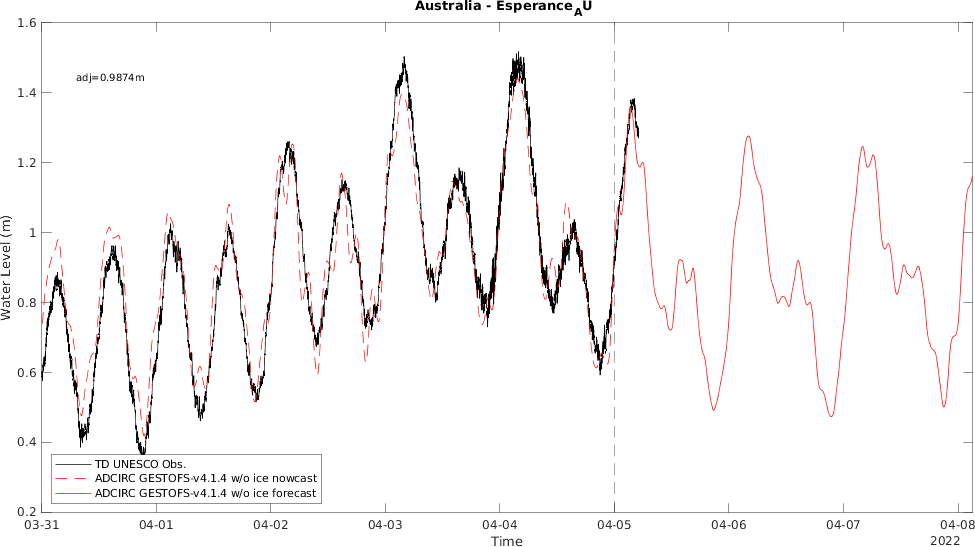 Australia - Esperance_AU
1.6
adj=0.9874m
1.4
1.2
1
0.8
0.6
0.4
0.2
Water Level (m)
TD UNESCO Obs.
ADCIRC GESTOFS-v4.1.4 w/o ice nowcast
ADCIRC GESTOFS-v4.1.4 w/o ice forecast
03-31 04-01 04-02 04-03 04-04 04-05 04-06 04-07 04-08
Time
2022